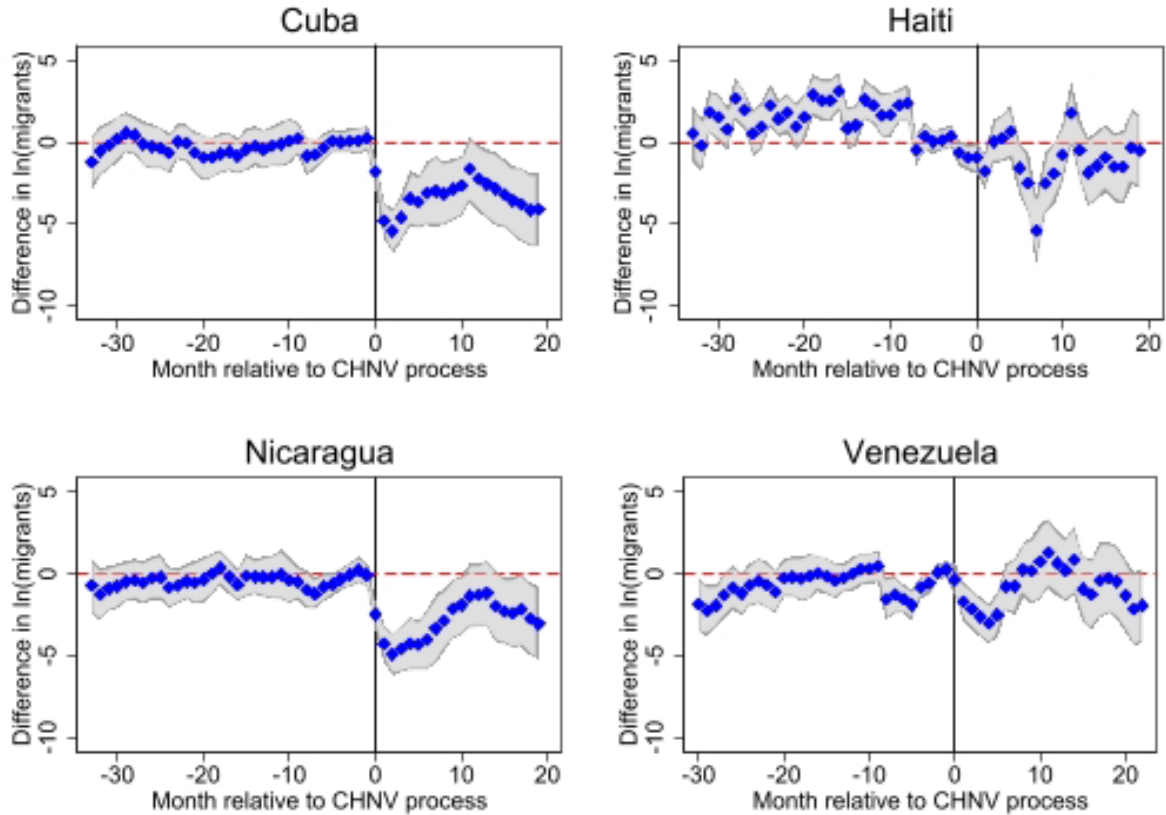 Cuba
Difference in ln(migrants)
5
0
-5
-10
-30 -20 -10 0 10 20
Month relative to CHNV process
Haiti
Difference in ln(migrants)
5
0
-5
-10
-30 -20 -10 0 10 20
Month relative to CHNV process
Nicaragua
Difference in ln(migrants)
5
0
-5
-10
-30 -20 -10 0 10 20
Month relative to CHNV process
Venezuela
Difference in ln(migrants)
5
0
-5
-10
-30 -20 -10 0 10 20
Month relative to CHNV process